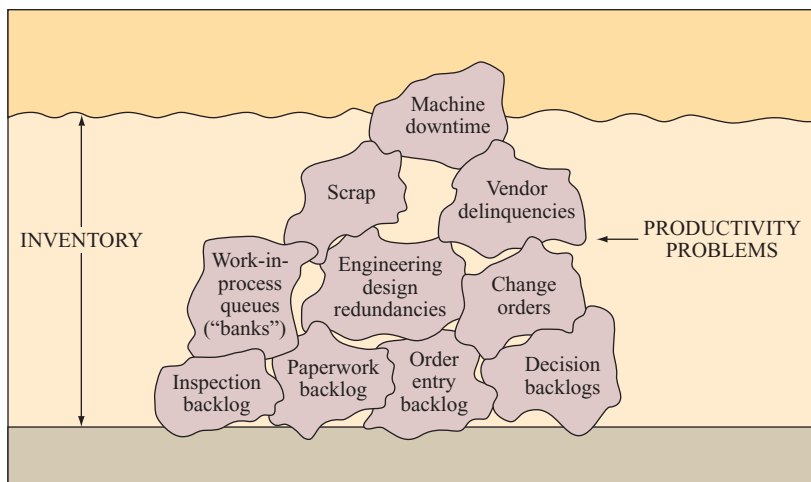 Machine
downtime
Scrap
Vendor
delinquencies
INVENTORY
PRODUCTIVITY
PROBLEMS
Work-in-
process
queues
(“banks”)
Engineering
design
redundancies
Change
orders
Inspection
backlog
Paperwork
backlog
Order
entry
backlog
Decision
backlogs